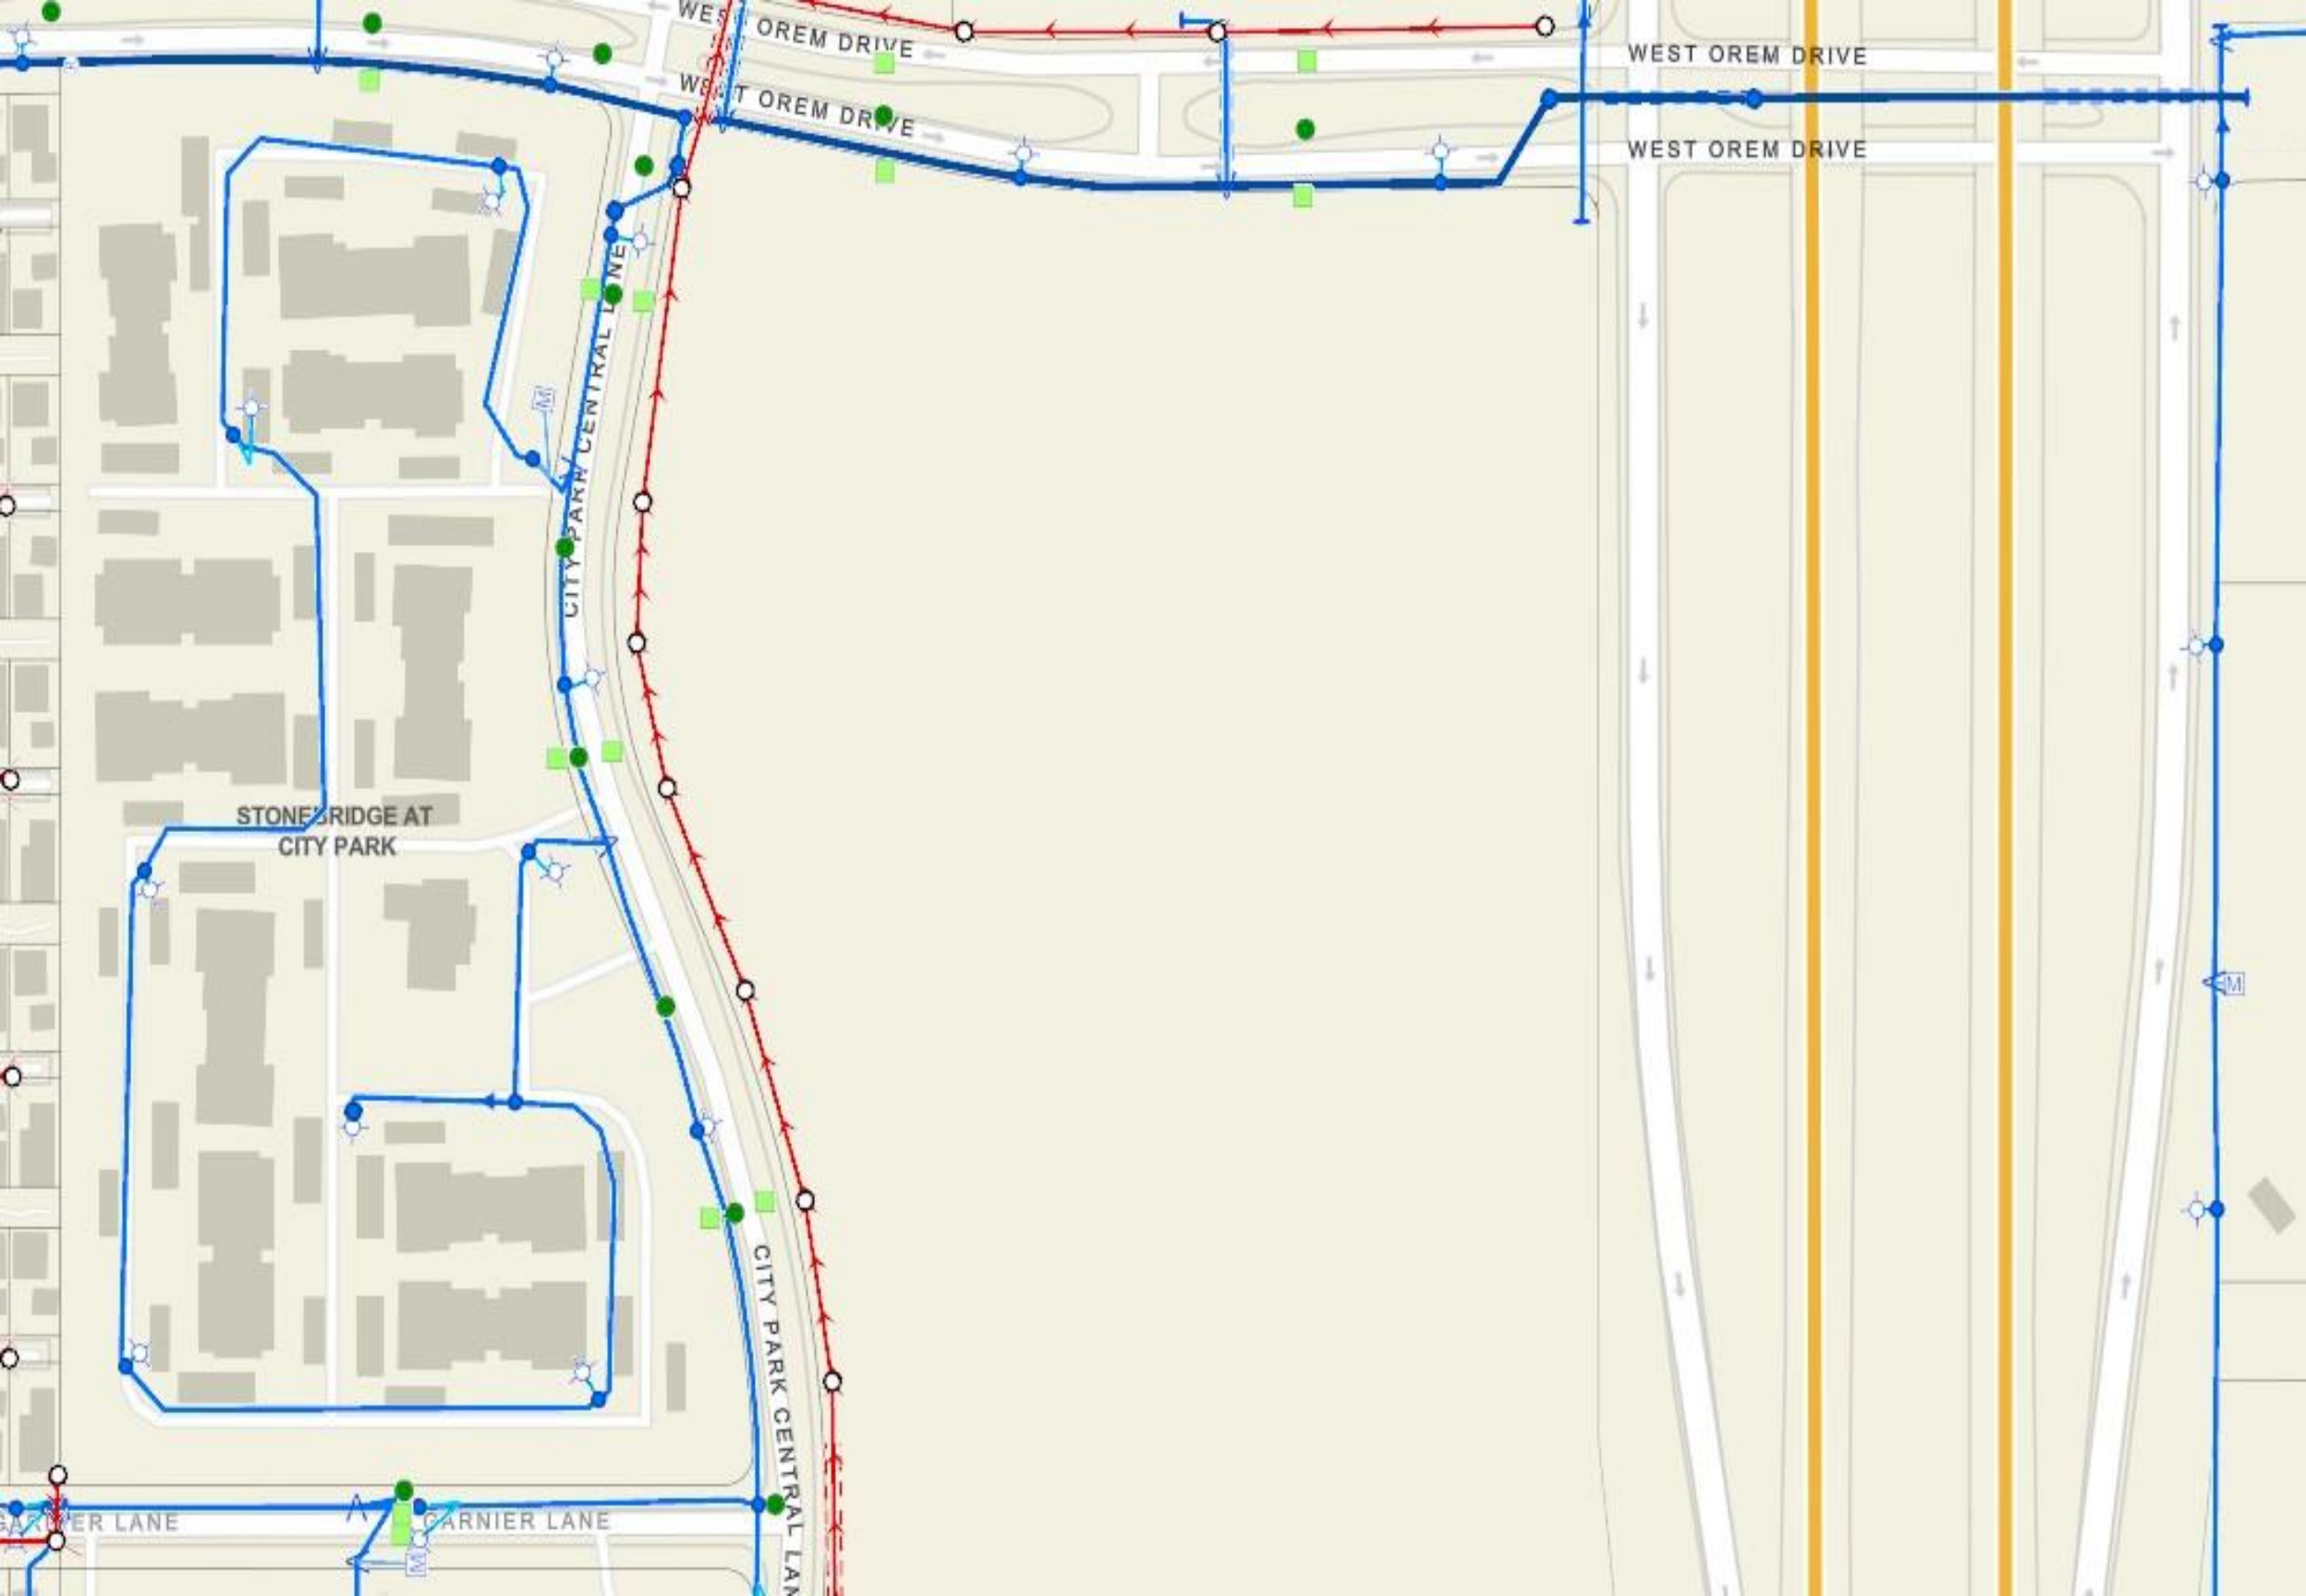 WEST OREM DRIVE
WEST OREM DRIVE
WEST OREM DRIVE
WEST OREM DRIVE
CITY PARK CENTRAL LANE
M
STONEBRIDGE AT
CITY PARK
M
CITY PARK CENTRAL LAN
GARNIER LANE
GARNIER LANE
M